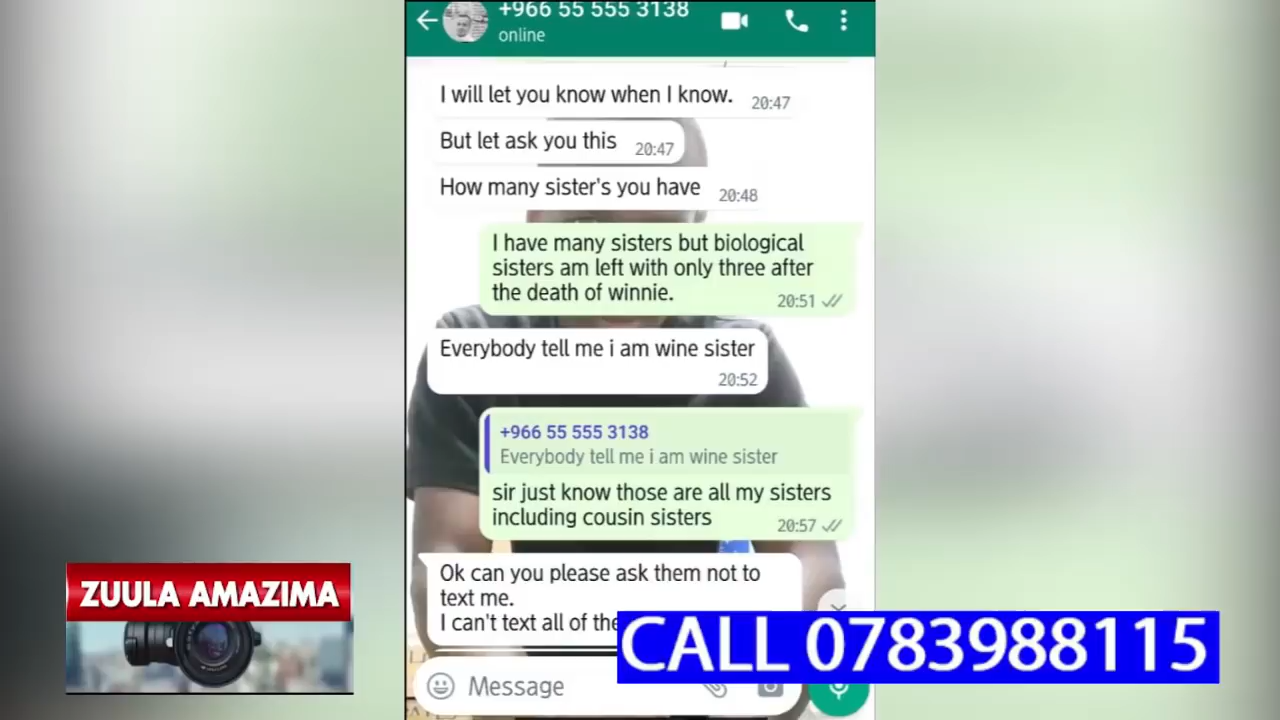 +966 55 555 3138
online
I will let you know when I know.
20:47
But let ask you this
20:47
How many sister's you have
20:48
I have many sisters but biological
sisters am left with only three after
the death of winnie.
20:51
Everybody tell me i am wine sister
20:52
+966 55 555 3138
Everybody tell me i am wine sister
sir just know those are all my sisters
including cousin sisters
20:57
Ok can you please ask them not to
text me.
I can't text all of the
Message
ZUULA AMAZIMA
CALL 0783988115